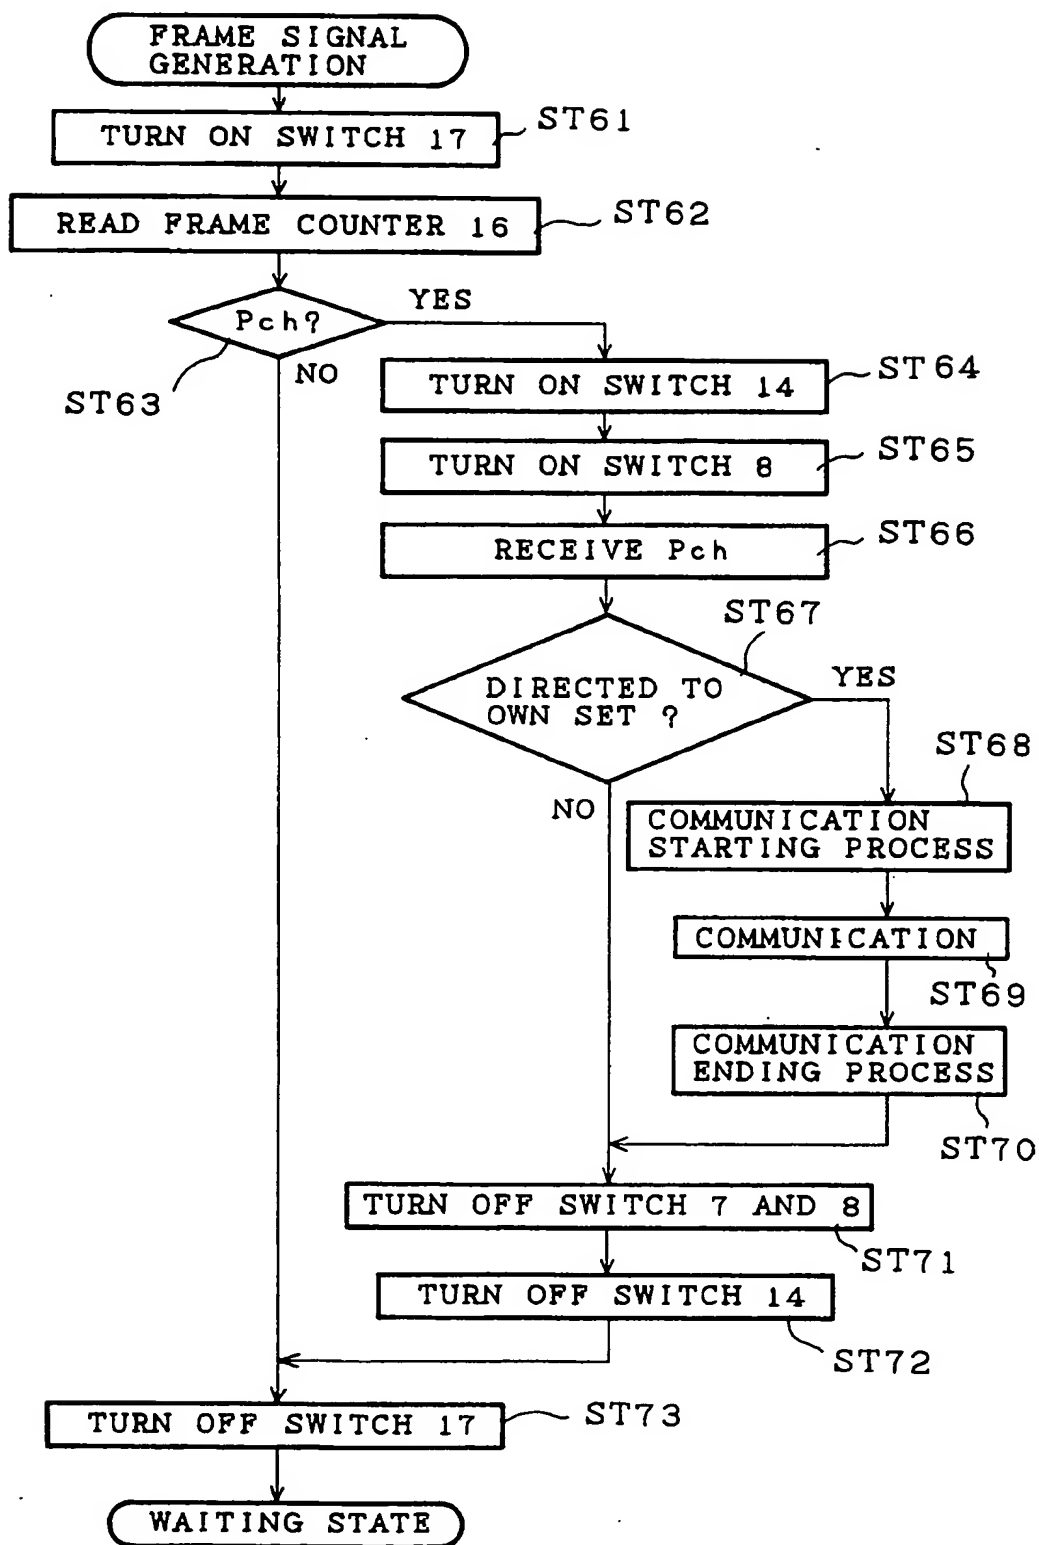 FRAME SIGNAL
GENERATION
TURN ON SWITCH 17
ST61
READ FRAME COUNTER 16
ST62
Pch?
YES
NO
ST63
TURN ON SWITCH 14
ST64
TURN ON SWITCH 8
ST65
RECEIVE Pch
ST66
ST67
DIRECTED TO
OWN SET ?
YES
NO
ST68
COMMUNICATION
STARTING PROCESS
COMMUNICATION
ST69
COMMUNICATION
ENDING PROCESS
ST70
TURN OFF SWITCH 7 AND 8
ST71
TURN OFF SWITCH 14
ST72
TURN OFF SWITCH 17
ST73
WAITING STATE